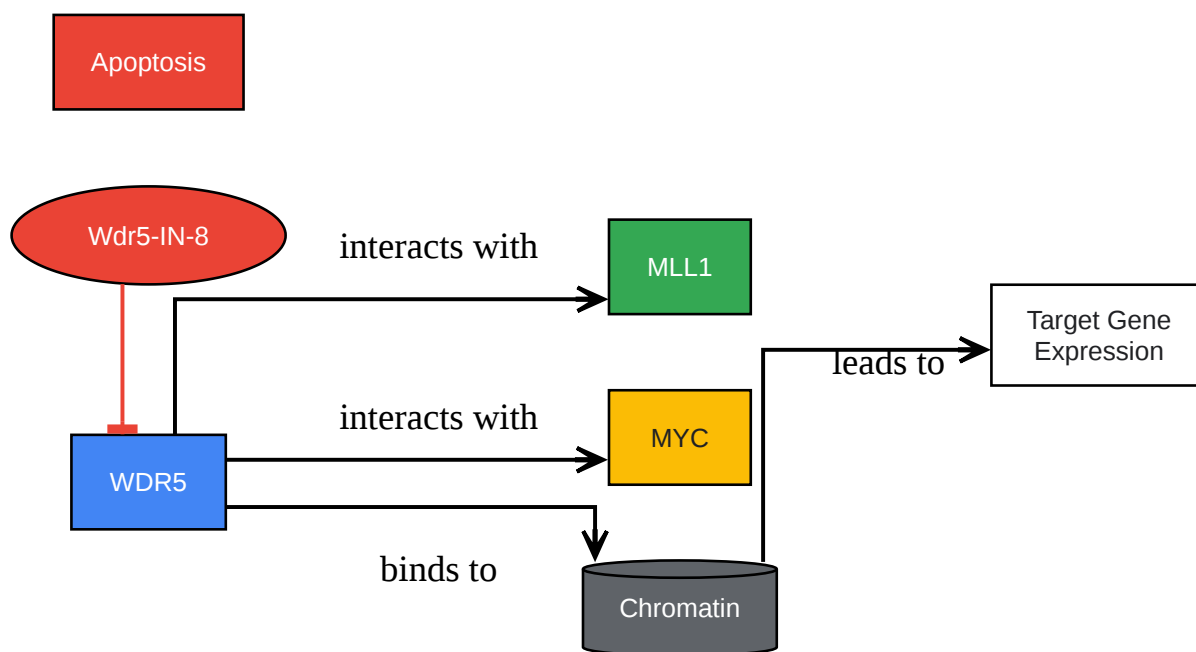 Apoptosis
Wdr5-IN-8
interacts with
MLL1
Target Gene
Expression
leads to
interacts with
MYC
WDR5
binds to
Chromatin